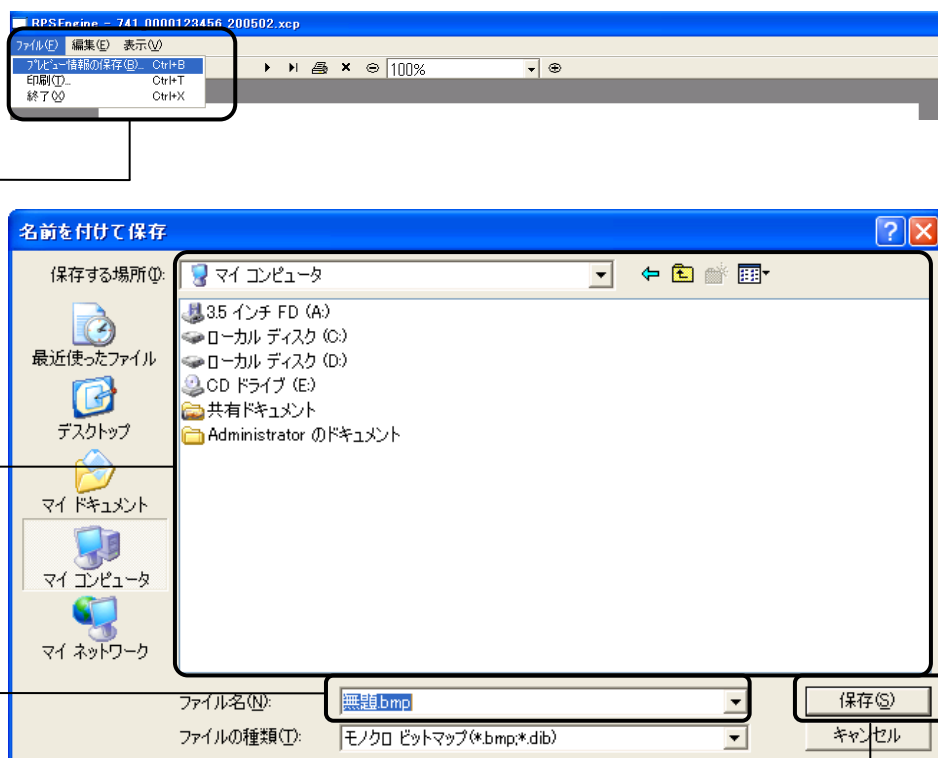 RPSEngine - 741_0000123456_200502.xcp
ファイル(F) 編集(E) 表示(V)
プレビュー情報の保存(B)... Ctrl+B
印刷(T)... Ctrl+T
終了(X) Ctrl+X
100%
名前を付けて保存
保存する場所(I): マイ コンピュータ
3.5 インチ FD (A:)
ローカル ディスク (C:)
ローカル ディスク (D:)
CD ドライブ (E:)
共有ドキュメント
Administrator のドキュメント
最近使ったファイル
デスクトップ
マイ ドキュメント
マイ コンピュータ
マイ ネットワーク
ファイル名(N): 無題.bmp 保存(S)
ファイルの種類(T): モノクロ ビットマップ(*.bmp;*.dib) キャンセル